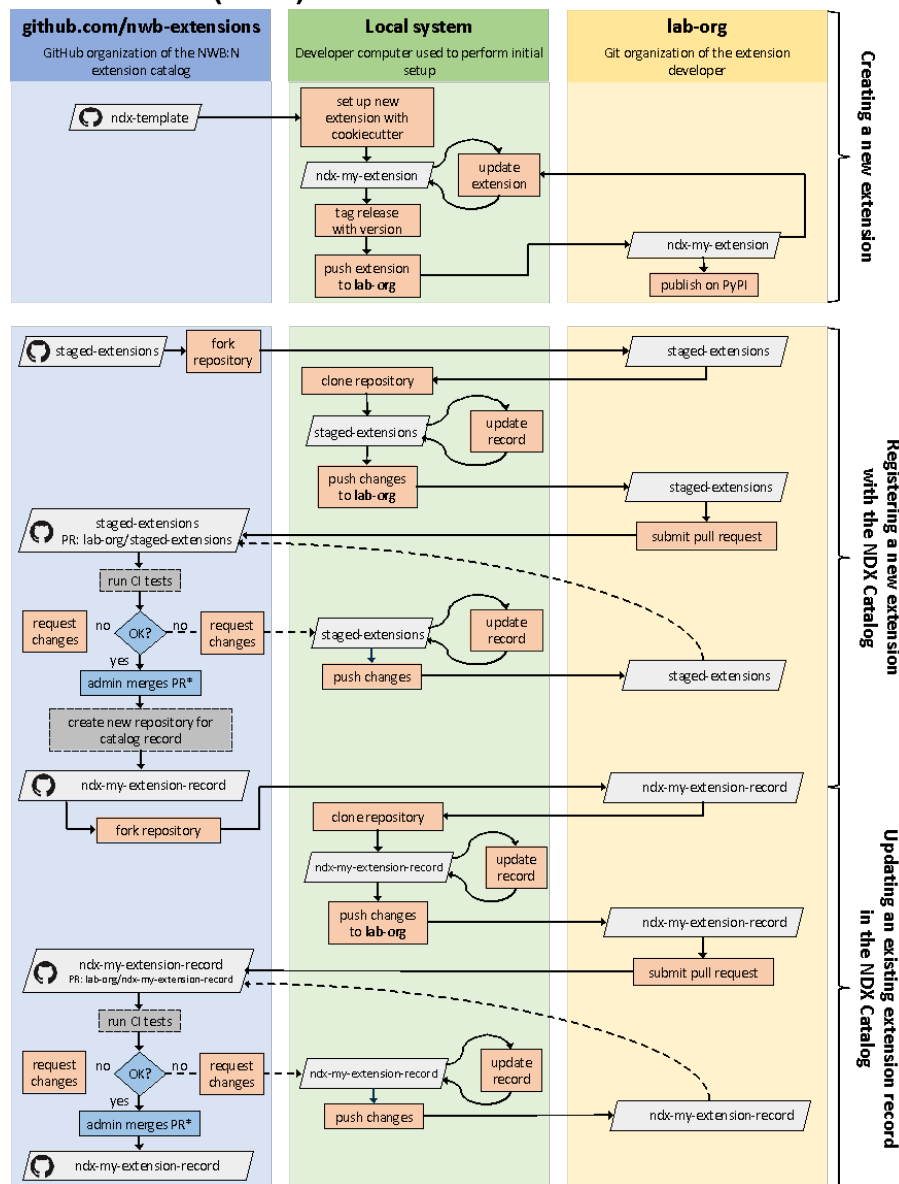 github.com/nwb-extensions
GitHub organization of the NWB:N
extension catalog
Local system
Developer computer used to perform initial
setup
lab-org
Git organization of the extension
developer
Creating a new extension
ndx-template
set up new
extension with
cookiecutter
ndx-my-extension
update
extension
tag release
with version
push extension
to lab-org
ndx-my-extension
publish on PyPI
Registering a new extension
with the NDX Catalog
staged-extensions
fork
repository
staged-extensions
clone repository
staged-extensions
update
record
push changes
to lab-org
staged-extensions
submit pull request
staged-extensions
PR: lab-org/staged-extensions
run CI tests
request
changes
no
OK?
no
request
changes
yes
staged-extensions
update
record
push changes
staged-extensions
admin merges PR*
create new repository for
catalog record
ndx-my-extension-record
fork repository
Updating an existing extension record
in the NDX Catalog
ndx-my-extension-record
clone repository
ndx-my-extension-record
update
record
push changes
to lab-org
ndx-my-extension-record
submit pull request
ndx-my-extension-record
PR: lab-org/ndx-my-extension-record
run CI tests
request
changes
no
OK?
no
request
changes
yes
ndx-my-extension-record
update
record
push changes
ndx-my-extension-record
admin merges PR*
ndx-my-extension-record